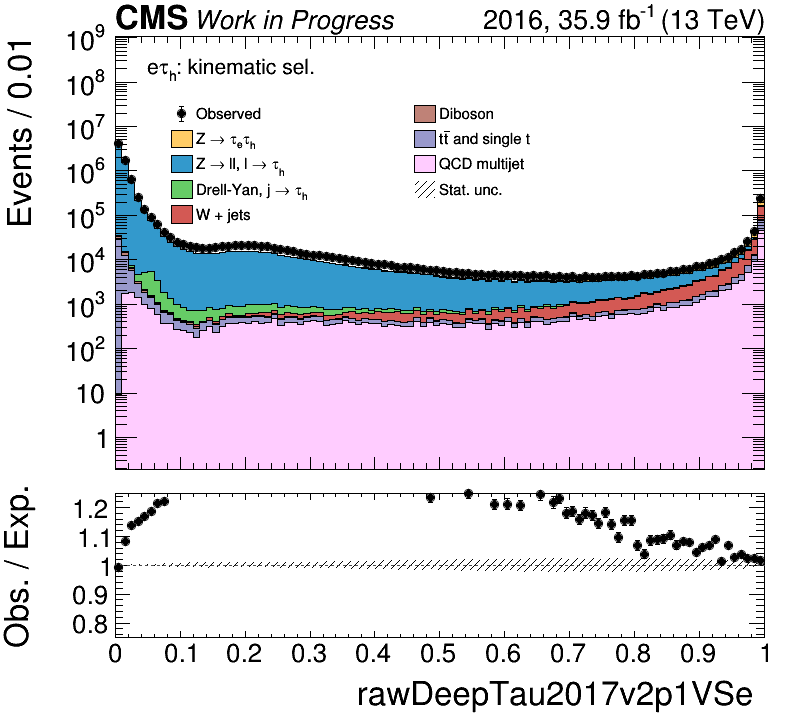 CMS Work in Progress 2016, 35.9 fb⁻¹ (13 TeV)
eτₕ: kinematic sel.
Observed
Z → τₑτₕ
Z → ll, l → τₕ
Drell-Yan, j → τₕ
W + jets
Diboson
tt̄ and single t
QCD multijet
Stat. unc.
Events / 0.01
10⁹
10⁸
10⁷
10⁶
10⁵
10⁴
10³
10²
10
1
Obs. / Exp.
1.2
1.1
1
0.9
0.8
0 0.1 0.2 0.3 0.4 0.5 0.6 0.7 0.8 0.9 1
rawDeepTau2017v2p1VSe